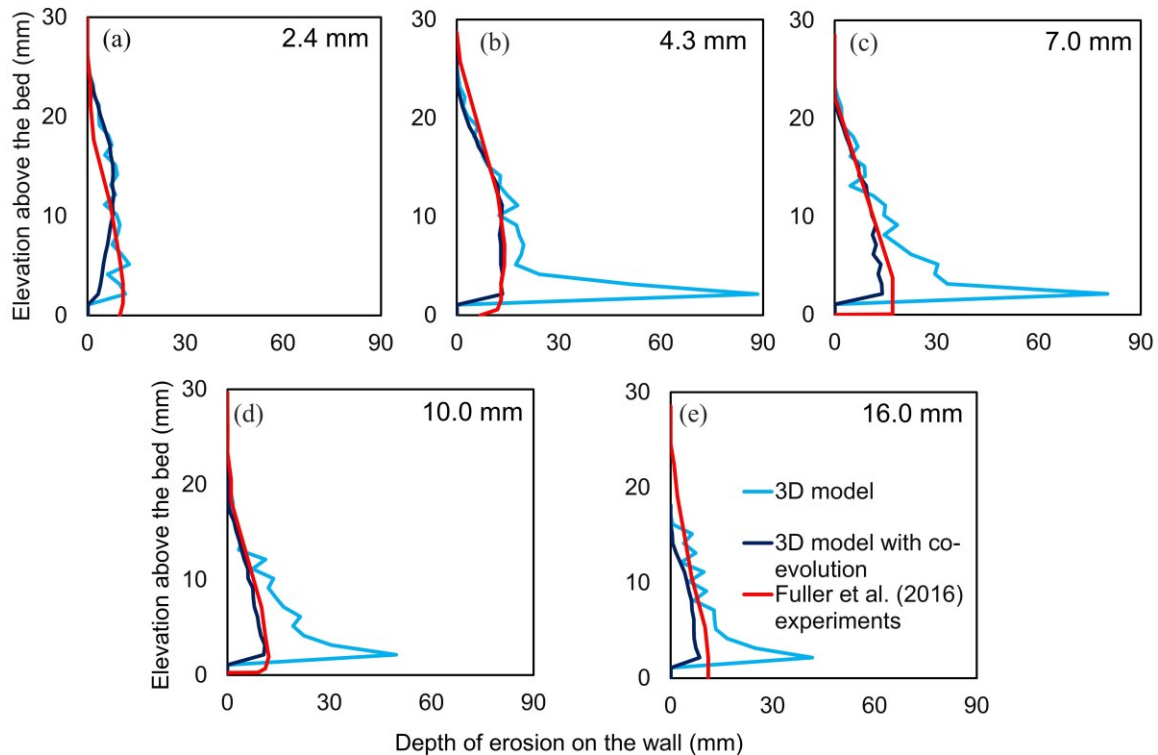 (a)
2.4 mm
(b)
4.3 mm
(c)
7.0 mm
Elevation above the bed (mm)
30
20
10
0
0 30 60 90
30
20
10
0
0 30 60 90
30
20
10
0
0 30 60 90
(d)
10.0 mm
(e)
16.0 mm
Elevation above the bed (mm)
30
20
10
0
0 30 60 90
30
20
10
0
0 30 60 90
3D model
3D model with co-
evolution
Fuller et al. (2016)
experiments
Depth of erosion on the wall (mm)